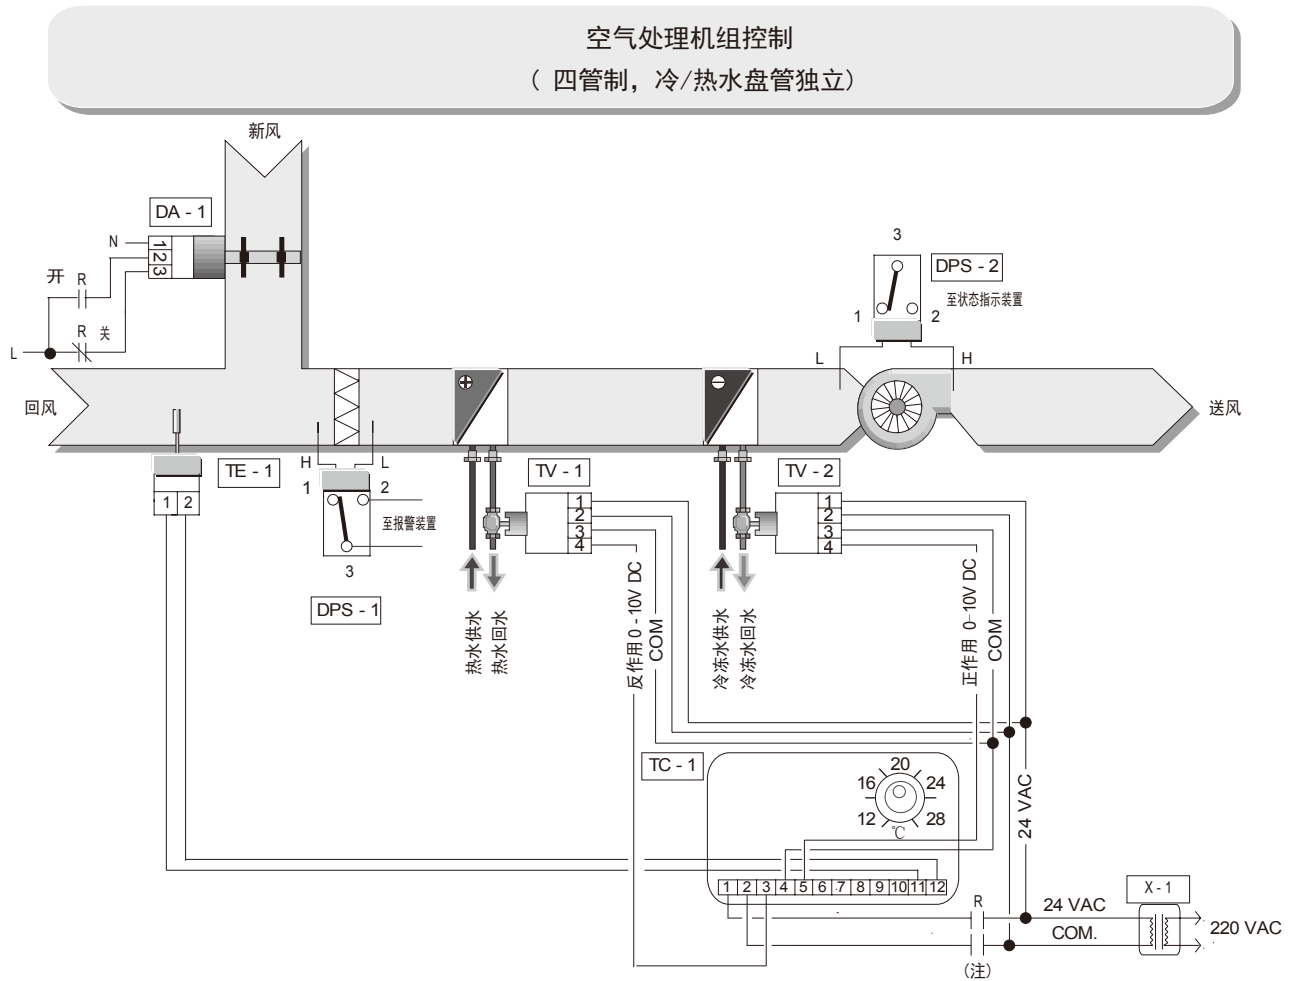 空气处理机组控制
( 四管制，冷/热水盘管独立)
新风
DA - 1
N
1
2
3
开
R
R
关
L
3
DPS - 2
至状态指示装置
1
2
L
H
回风
送风
TE - 1
1 2
H
L
1
2
至报警装置
3
DPS - 1
TV - 1
1
2
3
4
TV - 2
1
2
3
4
热水供水
热水回水
反作用 0 - 10V DC
COM
冷冻水供水
冷冻水回水
正作用 0-10V DC
COM
TC - 1
20
16
24
12
28
℃
24 VAC
1 2 3 4 5 6 7 8 9 10 11 12
X - 1
R
24 VAC
COM.
220 VAC
(注)